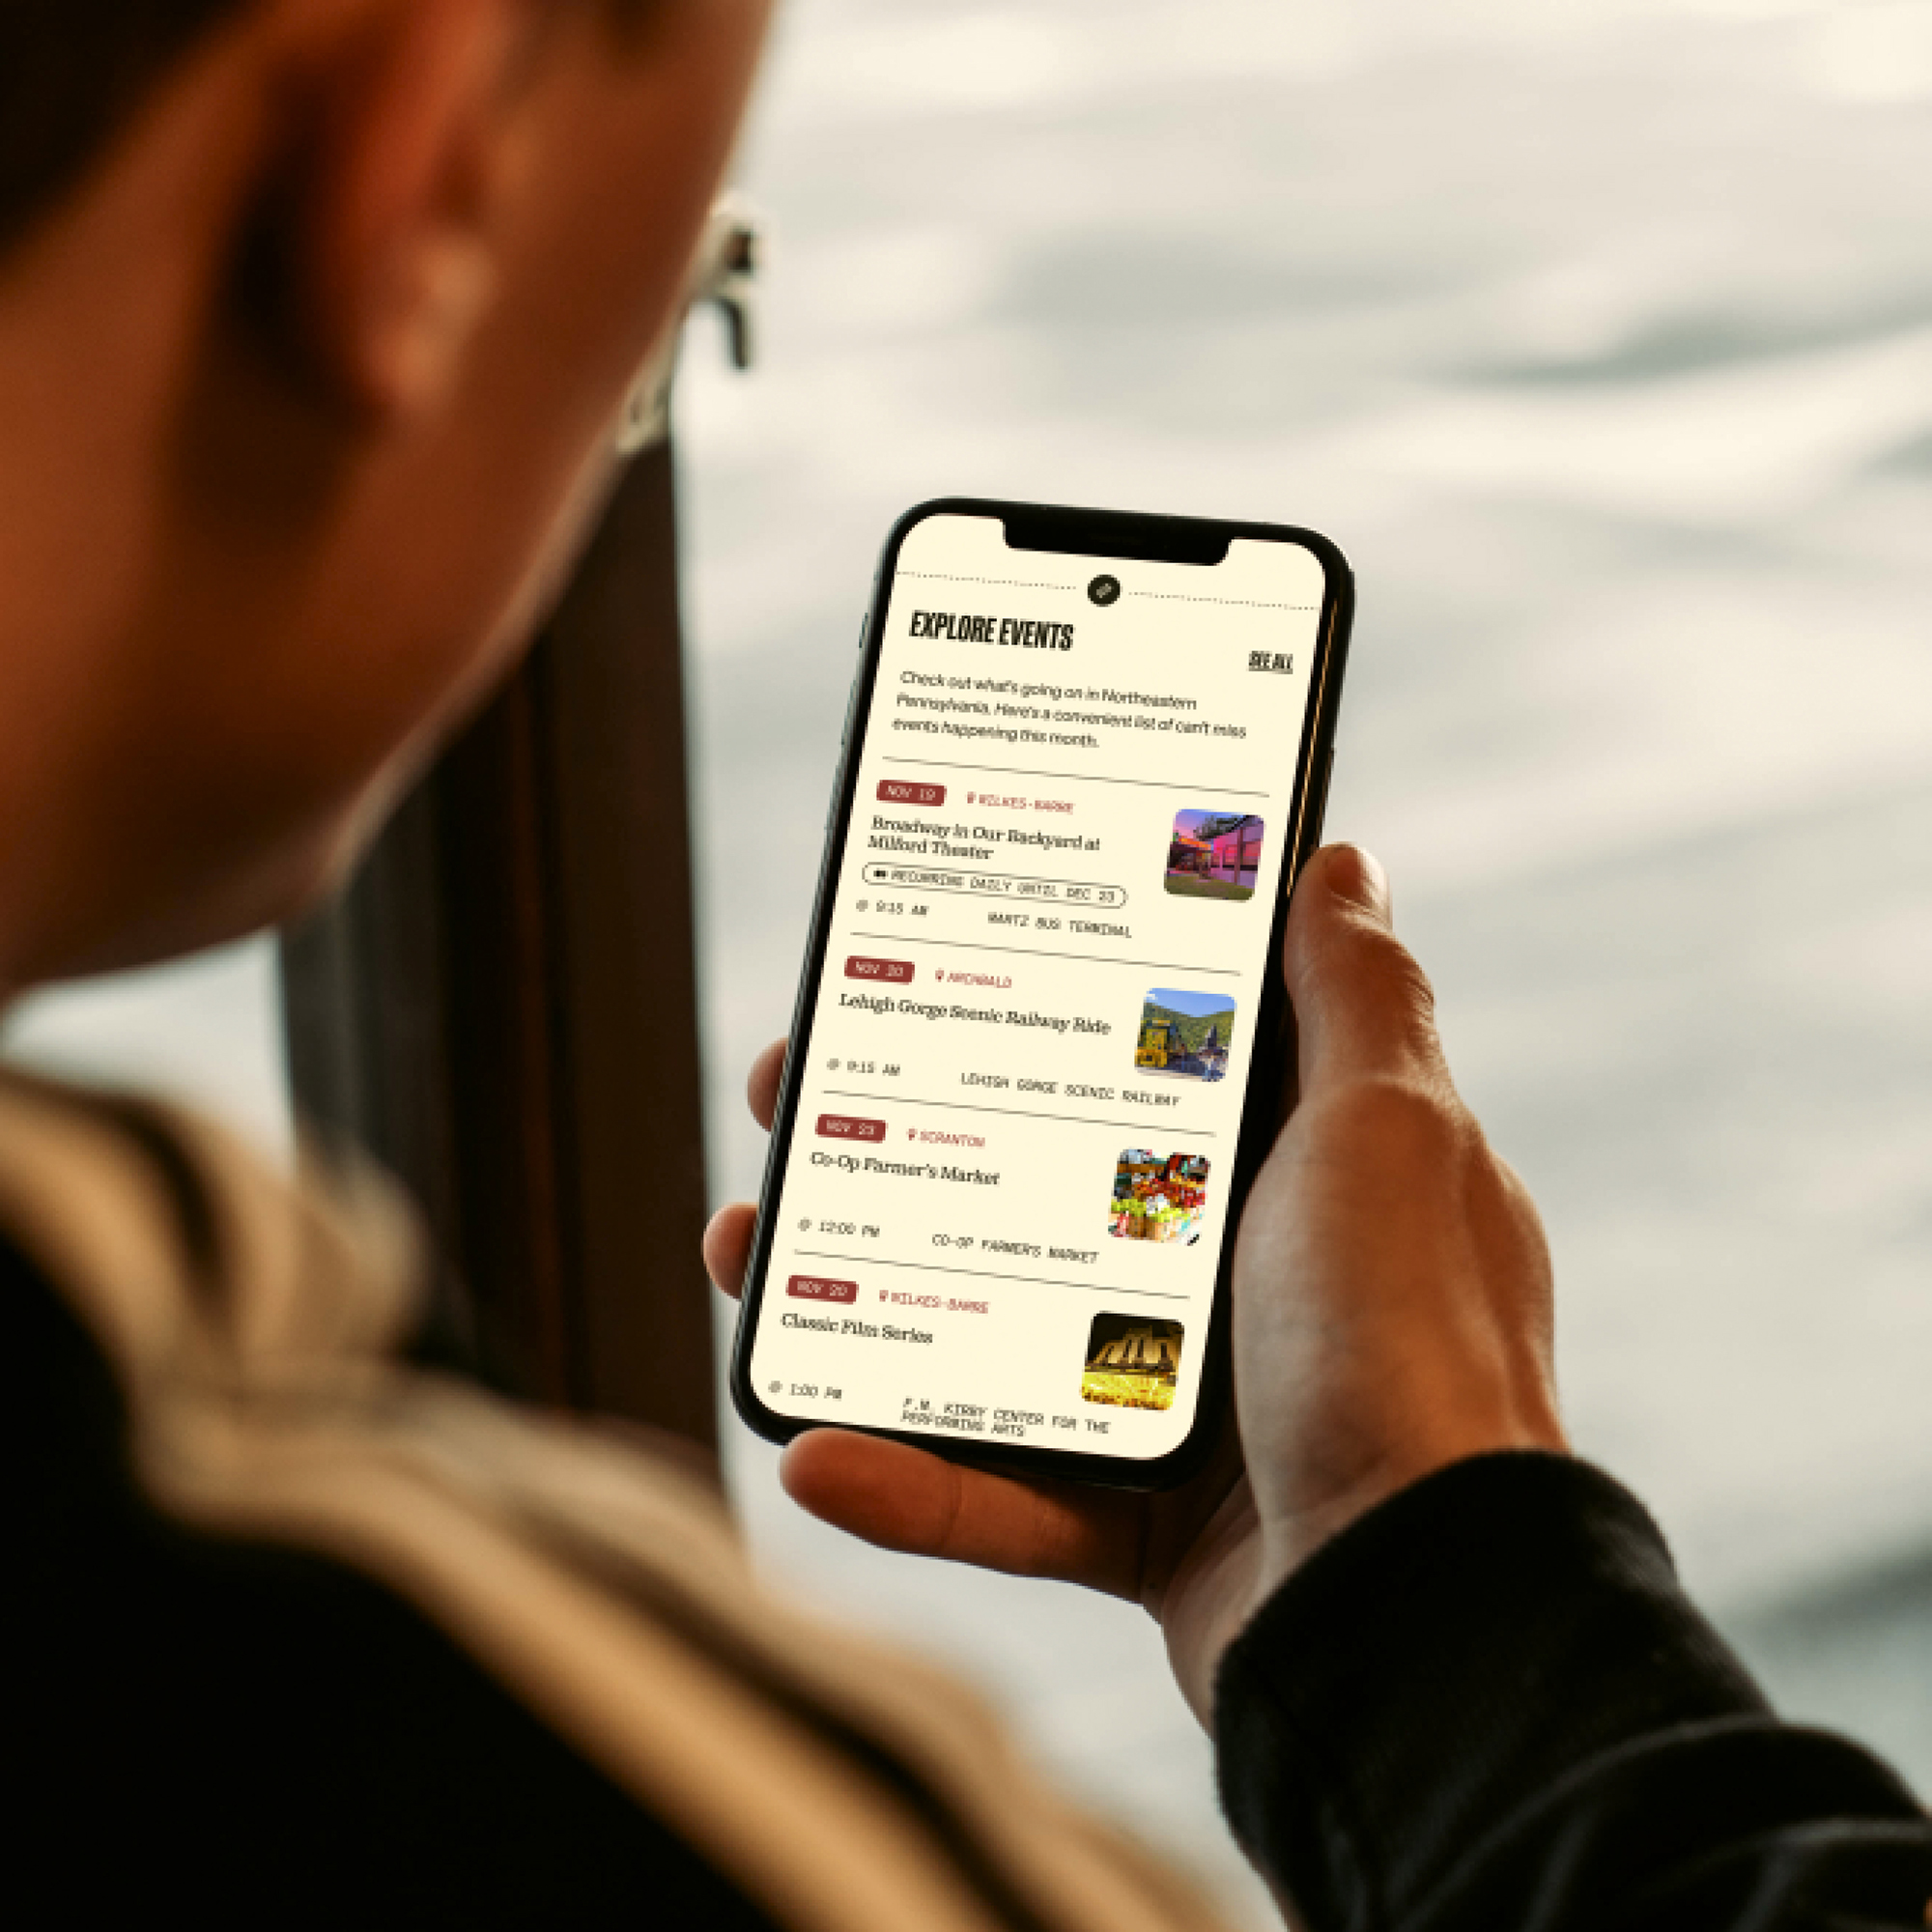 EXPLORE EVENTS
SEE ALL
Check out what's going on in Northeastern
Pennsylvania. Here's a convenient list of can't miss
events happening this month.
NOV 19 WILKES-BARRE
Broadway in Our Backyard at
Milford Theater
RECURRING DAILY UNTIL DEC 23
@ 9:15 AM MARTZ BUS TERMINAL
NOV 20 ARCHBALD
Lehigh Gorge Scenic Railway Ride
@ 9:15 AM LEHIGH GORGE SCENIC RAILWAY
NOV 23 SCRANTON
Co-Op Farmer's Market
@ 12:00 PM CO-OP FARMER'S MARKET
NOV WILKES-BARRE
Classic Film Series
@ 1:00 PM F.M. KIRBY CENTER FOR THE
PERFORMING ARTS